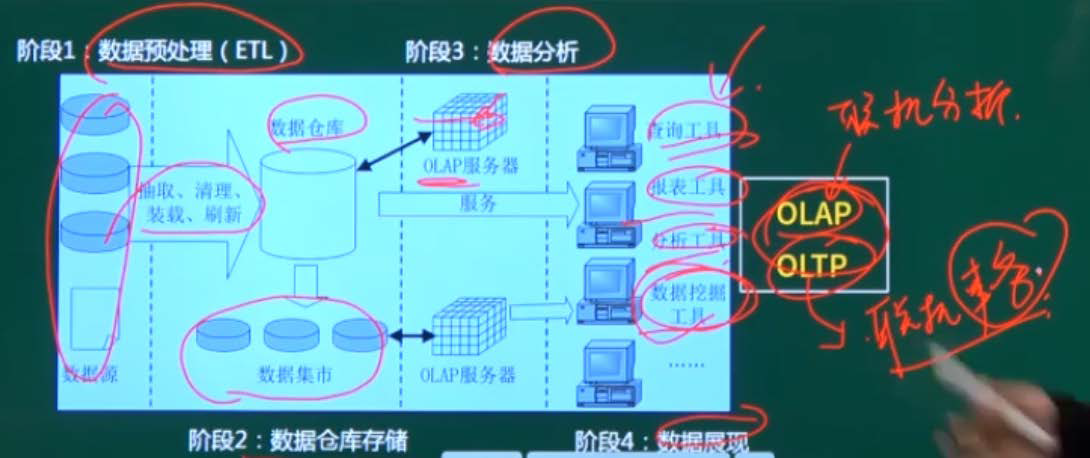 阶段1：数据预处理（ETL）
阶段3：数据分析
数据仓库
抽取、清理、
装载、刷新
数据源
数据集市
OLAP服务器
服务
OLAP服务器
查询工具
报表工具
分析工具
数据挖掘
工具
……
联机分析.
OLAP
OLTP
联机事务.
阶段2：数据仓库存储
阶段4：数据展现